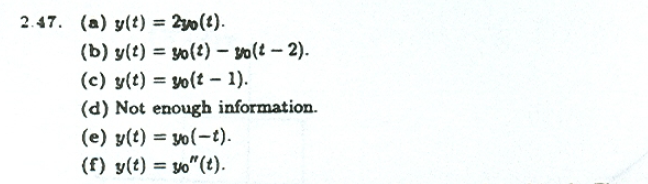 2.47. (a) y(t) = 2y₀(t).
(b) y(t) = y₀(t) − y₀(t − 2).
(c) y(t) = y₀(t − 1).
(d) Not enough information.
(e) y(t) = y₀(−t).
(f) y(t) = y₀″(t).